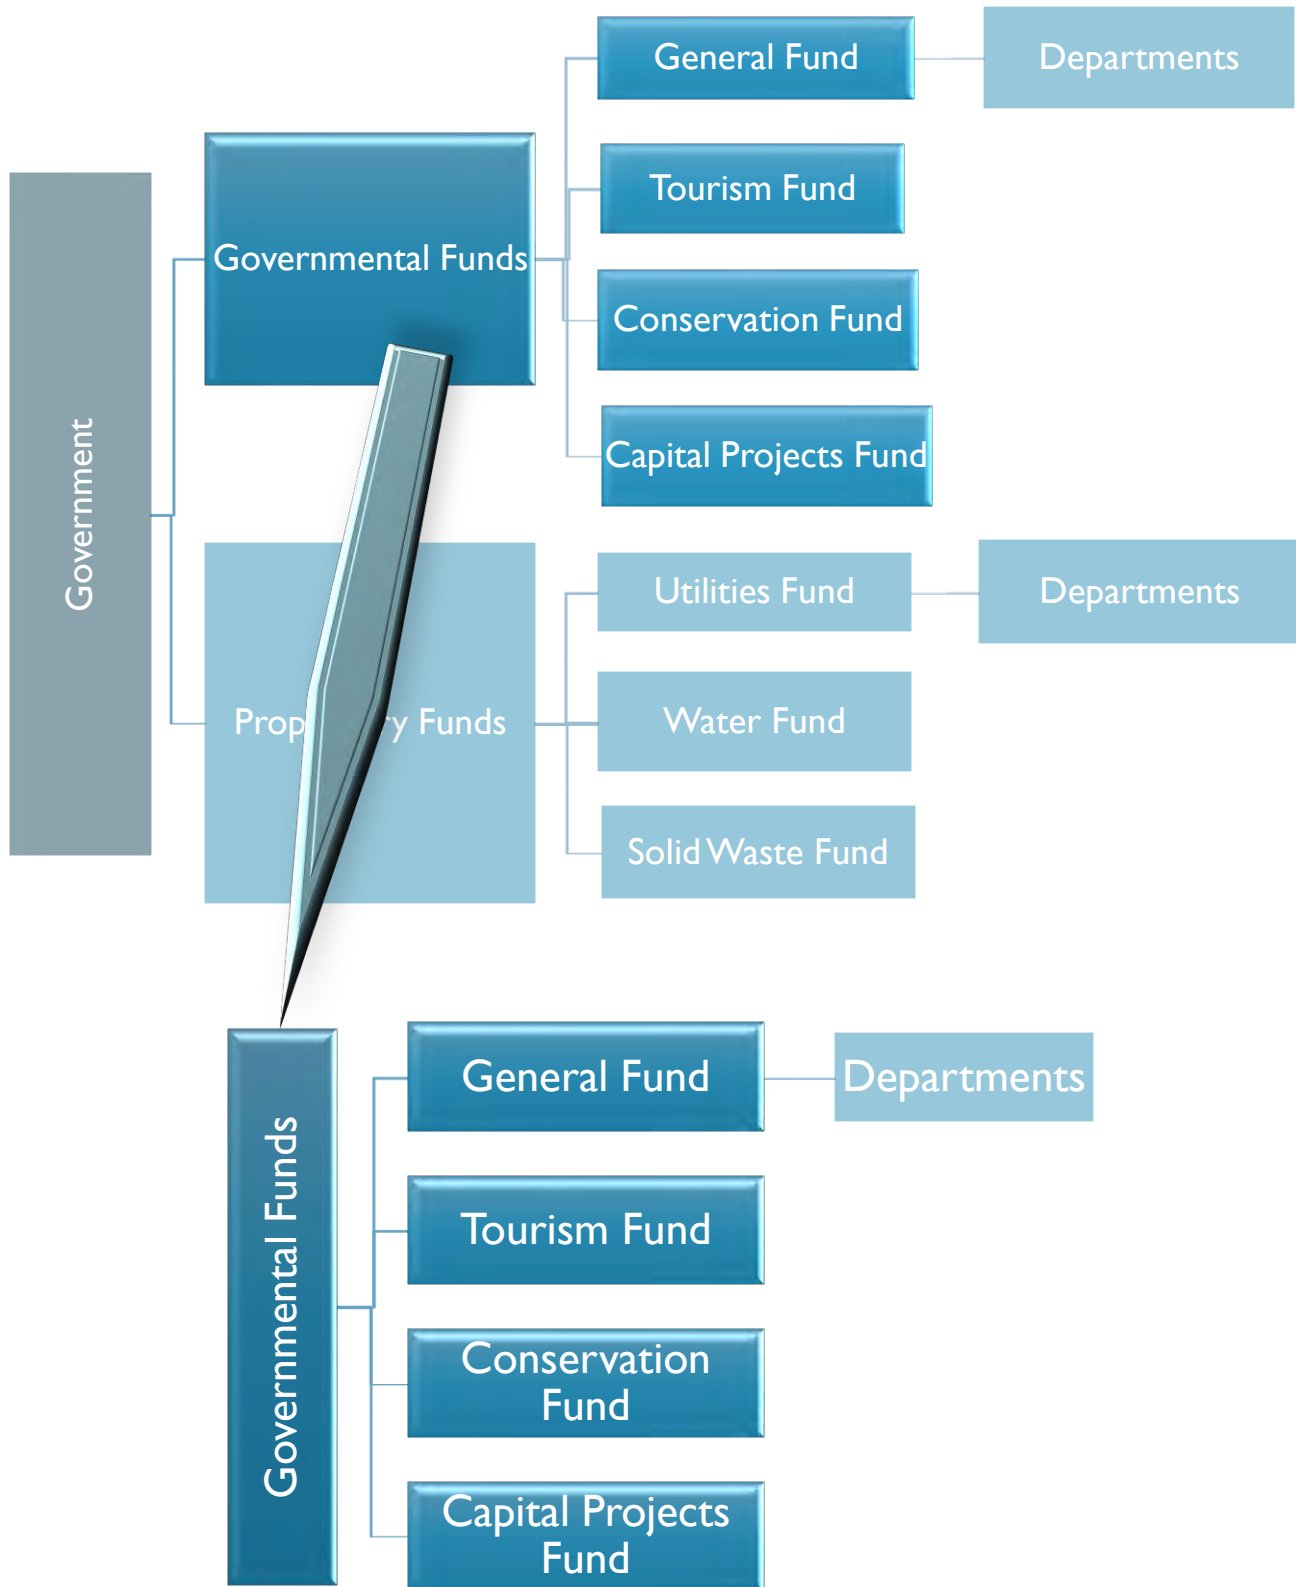 General Fund
Departments
Tourism Fund
Governmental Funds
Conservation Fund
Capital Projects Fund
Government
Utilities Fund
Departments
Water Fund
Funds
Solid Waste Fund
General Fund
Departments
Tourism Fund
Governmental Funds
Conservation
Fund
Capital Projects
Fund